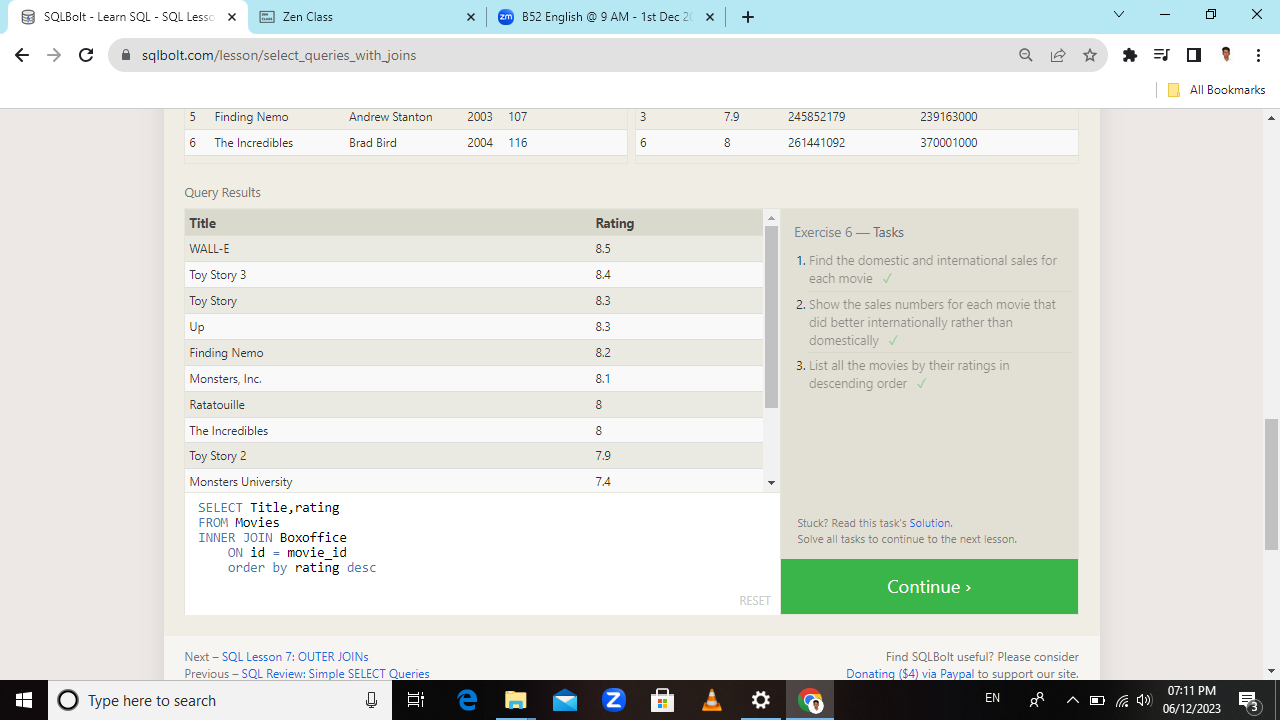 SQLBolt - Learn SQL - SQL Lesso
Zen Class
B52 English @ 9 AM - 1st Dec 20
sqlbolt.com/lesson/select_queries_with_joins
All Bookmarks
5 Finding Nemo Andrew Stanton 2003 107 3 7.9 245852179 239163000
6 The Incredibles Brad Bird 2004 116 6 8 261441092 370001000
Query Results
Title Rating
WALL-E 8.5
Toy Story 3 8.4
Toy Story 8.3
Up 8.3
Finding Nemo 8.2
Monsters, Inc. 8.1
Ratatouille 8
The Incredibles 8
Toy Story 2 7.9
Monsters University 7.4
Exercise 6 — Tasks
1. Find the domestic and international sales for
each movie ✓
2. Show the sales numbers for each movie that
did better internationally rather than
domestically ✓
3. List all the movies by their ratings in
descending order ✓
SELECT Title,rating
FROM Movies
INNER JOIN Boxoffice
ON id = movie_id
order by rating desc
RESET
Stuck? Read this task's Solution.
Solve all tasks to continue to the next lesson.
Continue ›
Next – SQL Lesson 7: OUTER JOINs
Previous – SQL Review: Simple SELECT Queries
Find SQLBolt useful? Please consider
Donating ($4) via Paypal to support our site.
Type here to search
EN
07:11 PM
06/12/2023
3